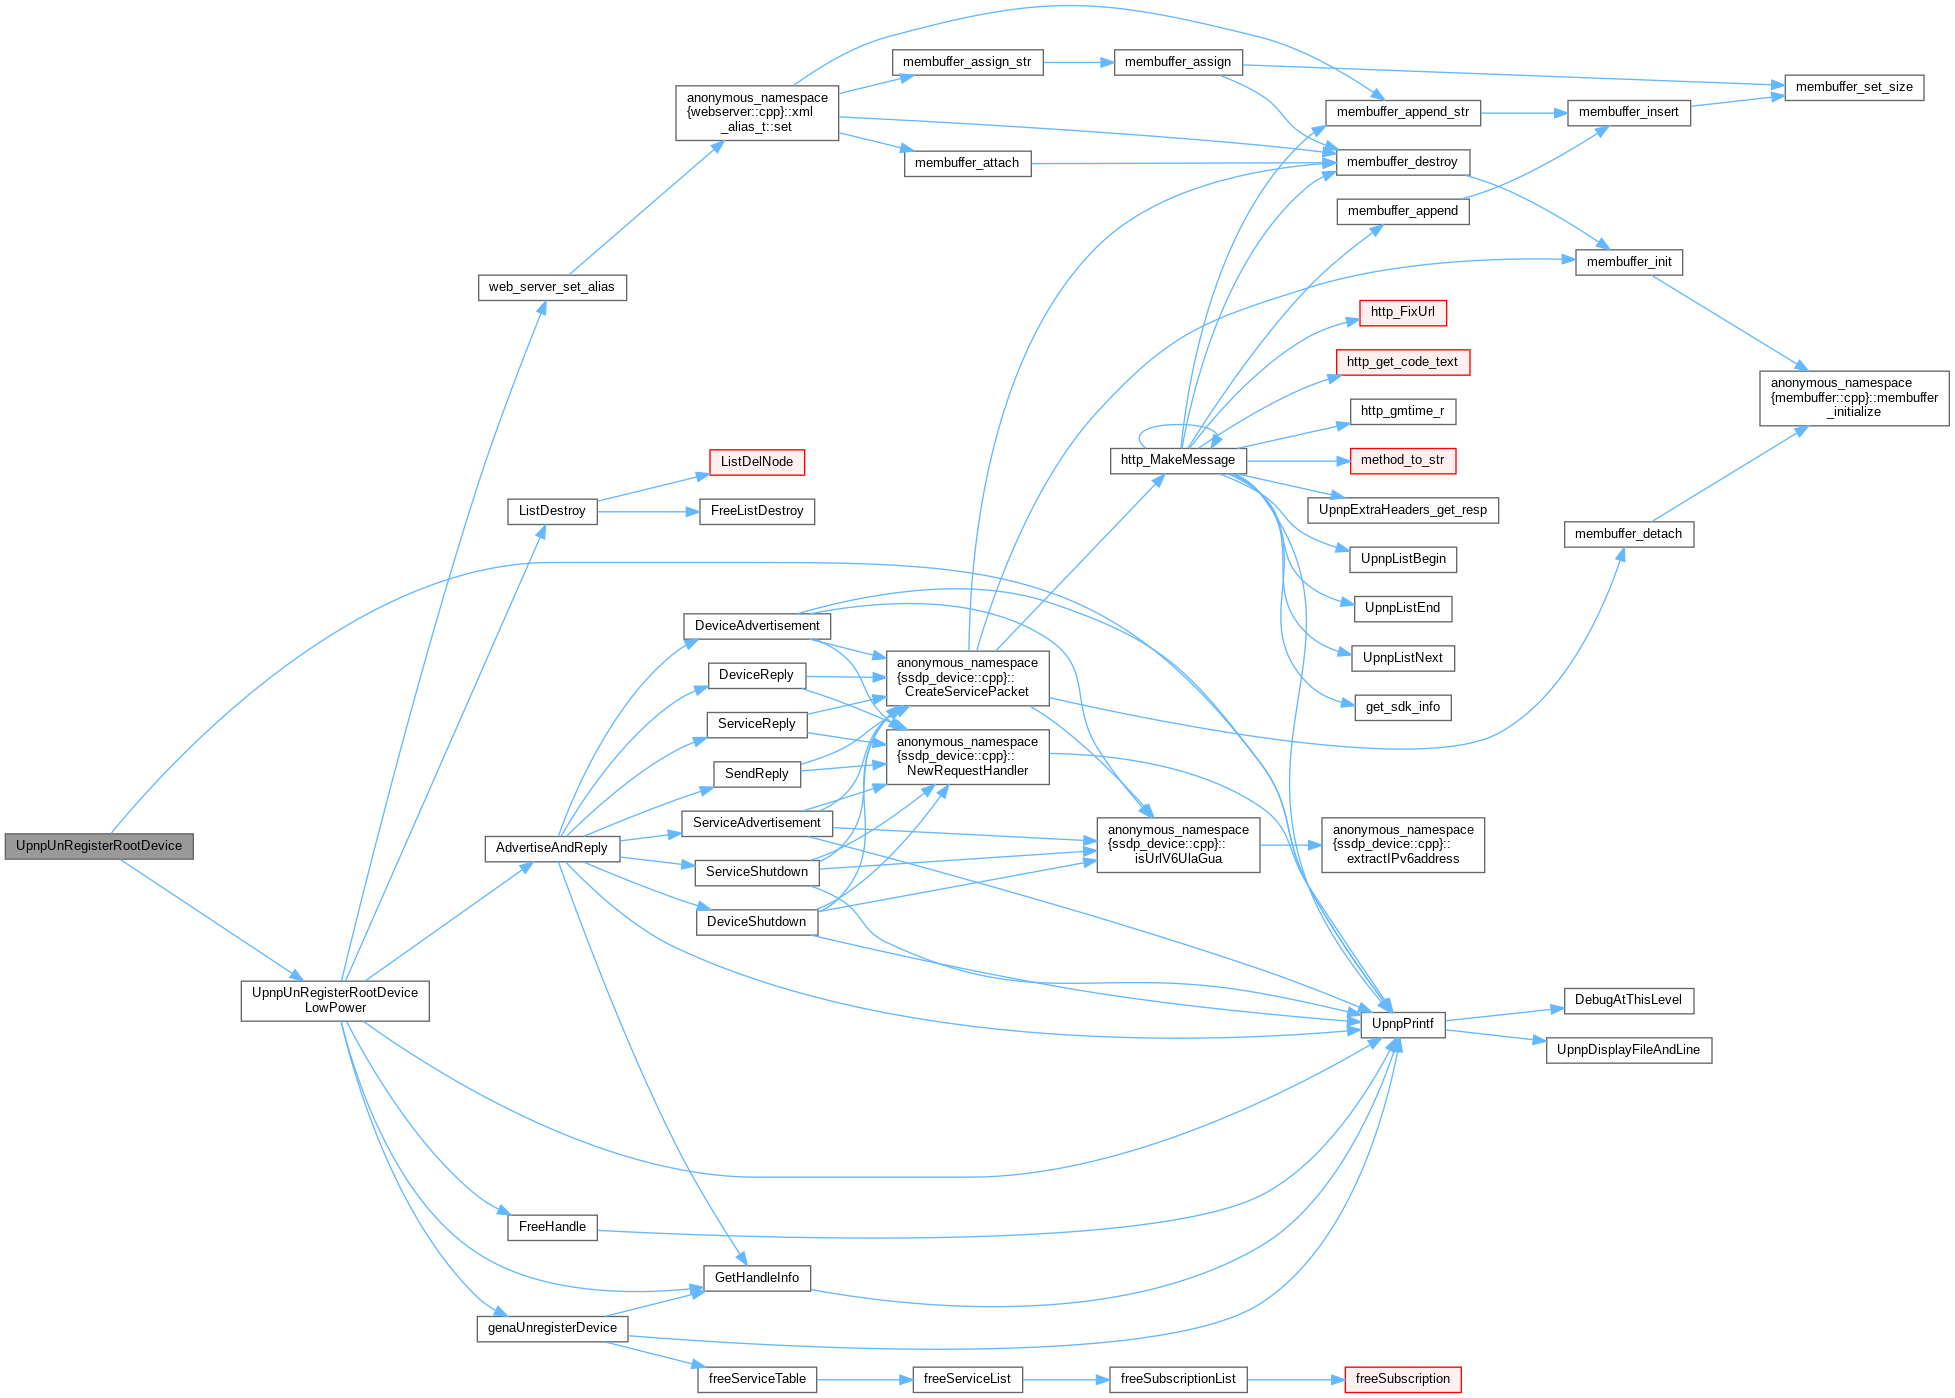 UpnpUnRegisterRootDevice
UpnpUnRegisterRootDevice
LowPower
web_server_set_alias
ListDestroy
AdvertiseAndReply
FreeHandle
genaUnregisterDevice
anonymous_namespace
{webserver::cpp}::xml
_alias_t::set
ListDelNode
FreeListDestroy
DeviceAdvertisement
DeviceReply
ServiceReply
SendReply
ServiceAdvertisement
ServiceShutdown
DeviceShutdown
GetHandleInfo
freeServiceTable
membuffer_assign_str
membuffer_attach
anonymous_namespace
{ssdp_device::cpp}::
CreateServicePacket
anonymous_namespace
{ssdp_device::cpp}::
NewRequestHandler
freeServiceList
membuffer_assign
http_MakeMessage
anonymous_namespace
{ssdp_device::cpp}::
isUrlV6UlaGua
freeSubscriptionList
membuffer_append_str
membuffer_destroy
membuffer_append
http_FixUrl
http_get_code_text
http_gmtime_r
method_to_str
UpnpExtraHeaders_get_resp
UpnpListBegin
UpnpListEnd
UpnpListNext
get_sdk_info
anonymous_namespace
{ssdp_device::cpp}::
extractIPv6address
UpnpPrintf
freeSubscription
membuffer_insert
membuffer_init
membuffer_detach
DebugAtThisLevel
UpnpDisplayFileAndLine
membuffer_set_size
anonymous_namespace
{membuffer::cpp}::membuffer
_initialize